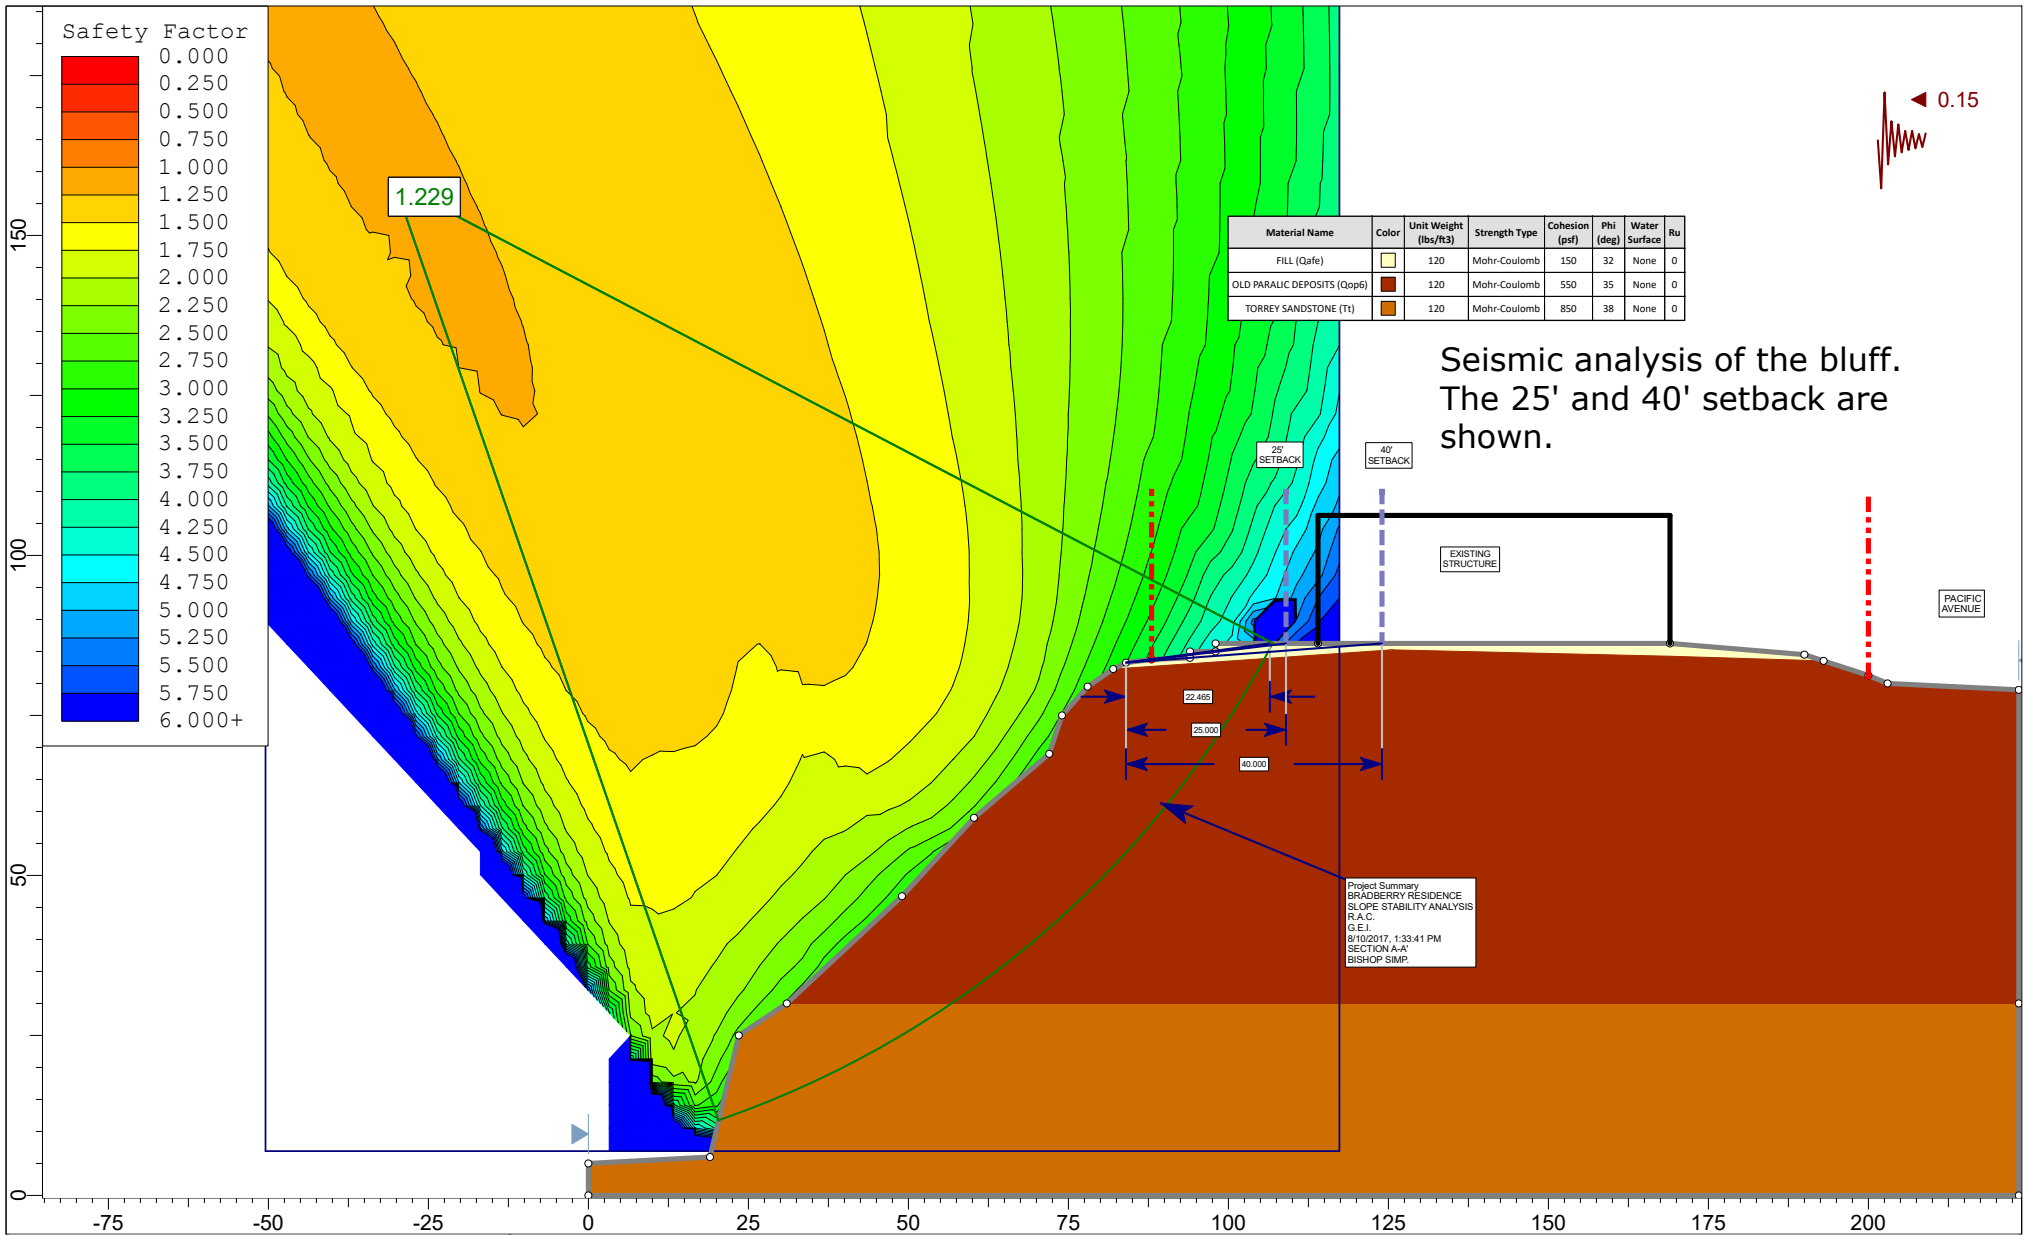 Safety Factor
0.000
0.250
0.500
0.750
1.000
1.250
1.500
1.750
2.000
2.250
2.500
2.750
3.000
3.250
3.500
3.750
4.000
4.250
4.500
4.750
5.000
5.250
5.500
5.750
6.000+
1.229
0.15
Material Name Color Unit Weight (lbs/ft3) Strength Type Cohesion (psf) Phi (deg) Water Surface Ru
FILL (Qafe) 120 Mohr-Coulomb 150 32 None 0
OLD PARALIC DEPOSITS (Qop6) 120 Mohr-Coulomb 550 35 None 0
TORREY SANDSTONE (Tt) 120 Mohr-Coulomb 850 38 None 0
Seismic analysis of the bluff.
The 25' and 40' setback are
shown.
25'
SETBACK
40'
SETBACK
EXISTING
STRUCTURE
PACIFIC
AVENUE
22.465
25.000
40.000
Project Summary
BRADBERRY RESIDENCE
SLOPE STABILITY ANALYSIS
R.A.C.
G.E.I.
8/10/2017, 1:33:41 PM
SECTION A-A'
BISHOP SIMP.
150
100
50
0
-75 -50 -25 0 25 50 75 100 125 150 175 200